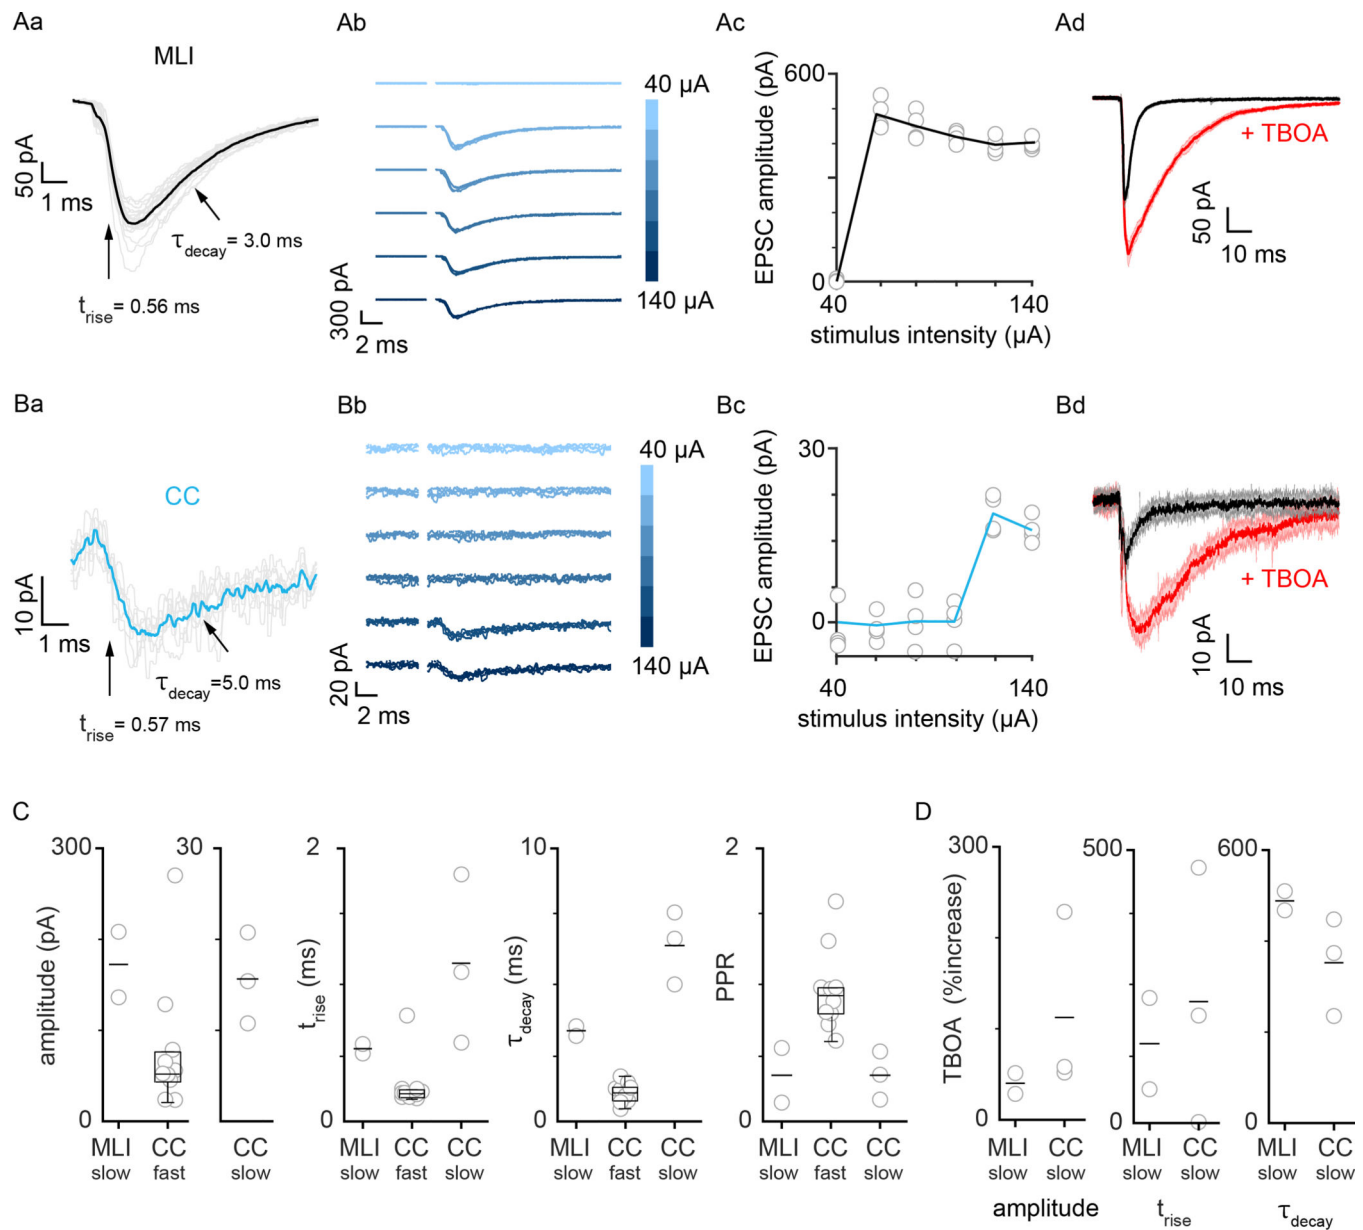 Aa
Ab
Ac
Ad
MLI
50 pA
1 ms
τdecay= 3.0 ms
trise= 0.56 ms
40 µA
140 µA
300 pA
2 ms
EPSC amplitude (pA)
600
0
40
140
stimulus intensity (µA)
+ TBOA
50 pA
10 ms
Ba
Bb
Bc
Bd
CC
10 pA
1 ms
τdecay=5.0 ms
trise= 0.57 ms
40 µA
140 µA
20 pA
2 ms
EPSC amplitude (pA)
30
0
40
140
stimulus intensity (µA)
+ TBOA
10 pA
10 ms
C
amplitude (pA)
300
0
MLI slow
CC fast
30
0
CC slow
trise (ms)
2
0
MLI slow
CC fast
CC slow
τdecay (ms)
10
0
MLI slow
CC fast
CC slow
PPR
2
0
MLI slow
CC fast
CC slow
D
TBOA (%increase)
300
0
MLI slow
CC slow
amplitude
500
0
MLI slow
CC slow
trise
600
0
MLI slow
CC slow
τdecay